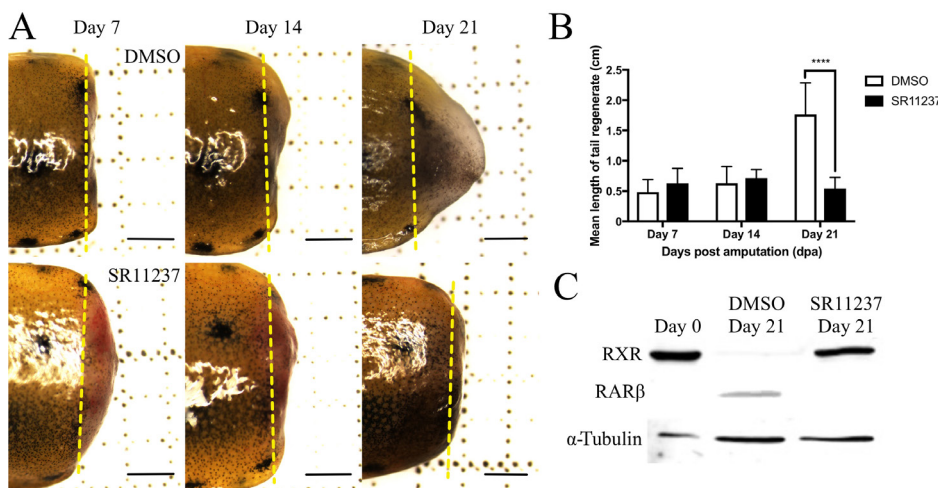 A
Day 7
Day 14
Day 21
DMSO
SR11237
B
Mean length of tail regenerate (cm)
2.5
2.0
1.5
1.0
0.5
0
****
DMSO
SR11237
Day 7
Day 14
Day 21
Days post amputation (dpa)
C
Day 0
DMSO
Day 21
SR11237
Day 21
RXR
RARβ
α-Tubulin